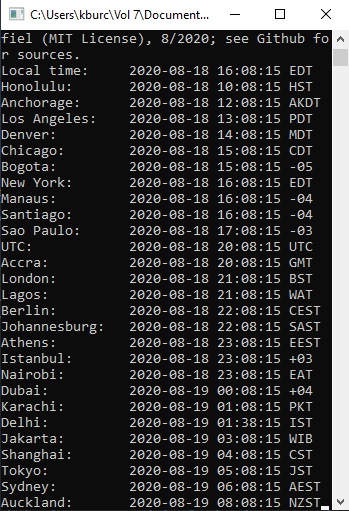 C:\Users\kburc\Vol 7\Document...
fiel (MIT License), 8/2020; see Github fo
r sources.
Local time:     2020-08-18 16:08:15 EDT
Honolulu:       2020-08-18 10:08:15 HST
Anchorage:      2020-08-18 12:08:15 AKDT
Los Angeles:    2020-08-18 13:08:15 PDT
Denver:         2020-08-18 14:08:15 MDT
Chicago:        2020-08-18 15:08:15 CDT
Bogota:         2020-08-18 15:08:15 -05
New York:       2020-08-18 16:08:15 EDT
Manaus:         2020-08-18 16:08:15 -04
Santiago:       2020-08-18 16:08:15 -04
Sao Paulo:      2020-08-18 17:08:15 -03
UTC:            2020-08-18 20:08:15 UTC
Accra:          2020-08-18 20:08:15 GMT
London:         2020-08-18 21:08:15 BST
Lagos:          2020-08-18 21:08:15 WAT
Berlin:         2020-08-18 22:08:15 CEST
Johannesburg:   2020-08-18 22:08:15 SAST
Athens:         2020-08-18 23:08:15 EEST
Istanbul:       2020-08-18 23:08:15 +03
Nairobi:        2020-08-18 23:08:15 EAT
Dubai:          2020-08-19 00:08:15 +04
Karachi:        2020-08-19 01:08:15 PKT
Delhi:          2020-08-19 01:38:15 IST
Jakarta:        2020-08-19 03:08:15 WIB
Shanghai:       2020-08-19 04:08:15 CST
Tokyo:          2020-08-19 05:08:15 JST
Sydney:         2020-08-19 06:08:15 AEST
Auckland:       2020-08-19 08:08:15 NZST